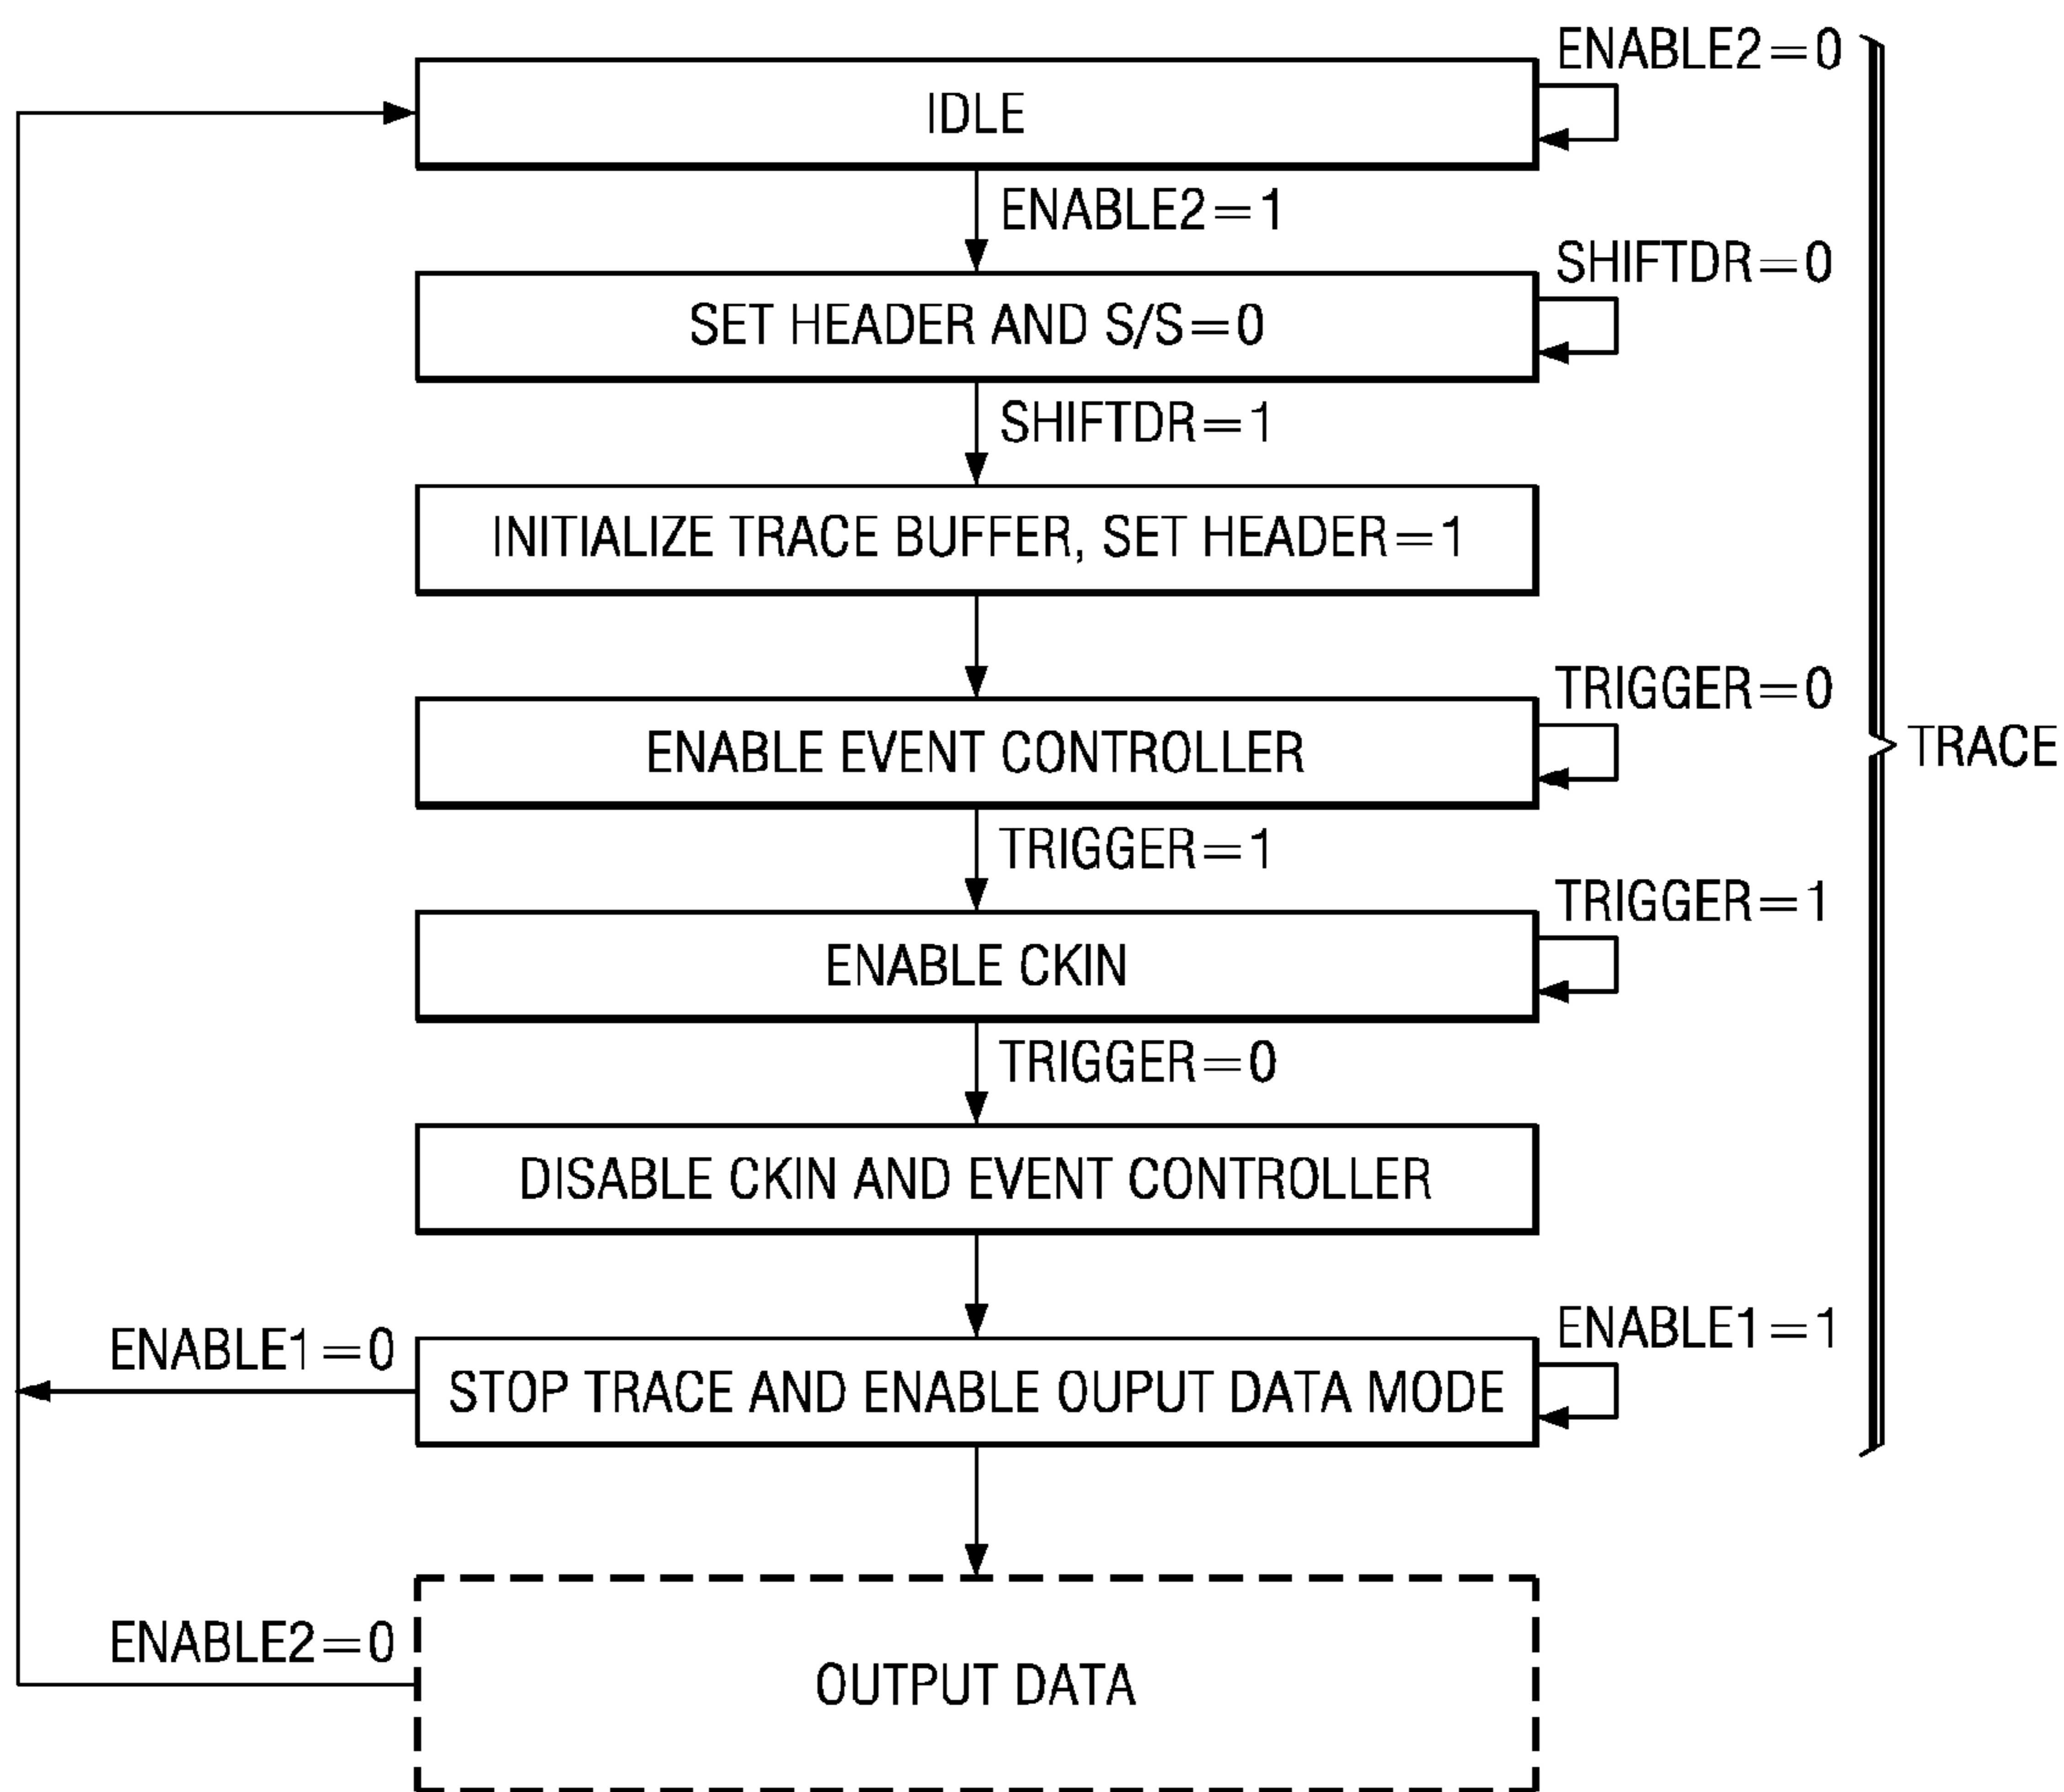 ENABLE2=0
IDLE
ENABLE2=1
SHIFTDR=0
SET HEADER AND S/S=0
SHIFTDR=1
INITIALIZE TRACE BUFFER, SET HEADER=1
TRIGGER=0
ENABLE EVENT CONTROLLER
TRACE
TRIGGER=1
TRIGGER=1
ENABLE CKIN
TRIGGER=0
DISABLE CKIN AND EVENT CONTROLLER
ENABLE1=0
ENABLE1=1
STOP TRACE AND ENABLE OUPUT DATA MODE
ENABLE2=0
OUTPUT DATA